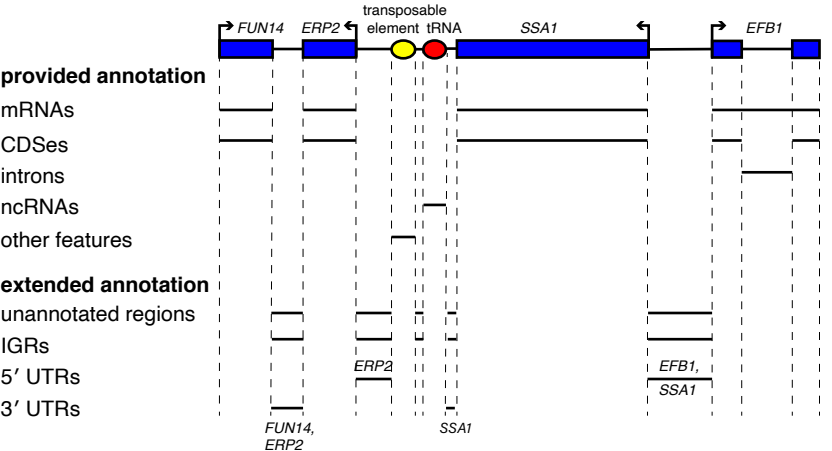 transposable
FUN14 ERP2 element tRNA SSA1 EFB1
provided annotation
mRNAs
CDSes
introns
ncRNAs
other features
extended annotation
unannotated regions
IGRs
5′ UTRs ERP2 EFB1,
SSA1
3′ UTRs
FUN14, SSA1
ERP2